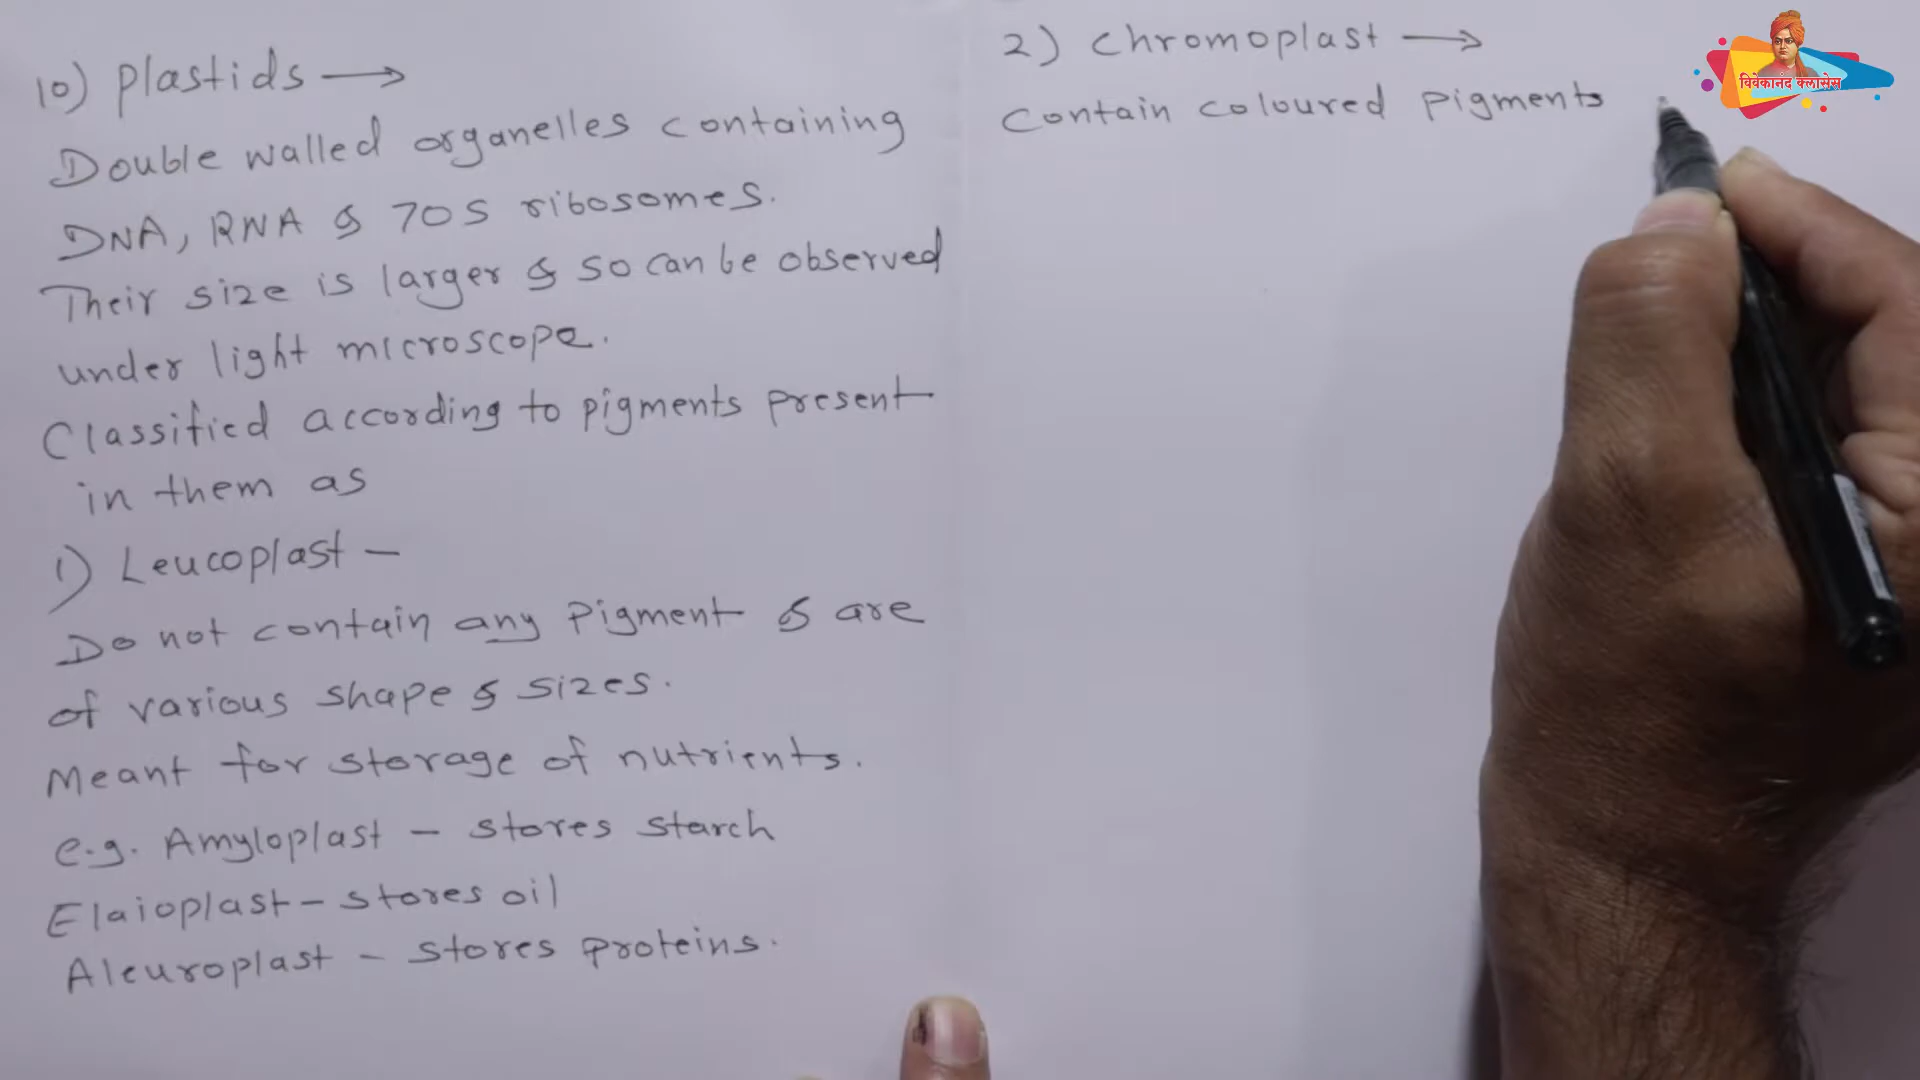 10) Plastids →
Double walled organelles containing
DNA, RNA & 70S ribosomes.
Their size is larger & so can be observed
under light microscope.
Classified according to pigments present
in them as
1) Leucoplast -
Do not contain any Pigment & are
of various shape & sizes.
Meant for storage of nutrients.
e.g. Amyloplast - stores starch
Elaioplast - stores oil
Aleuroplast - stores proteins.
2) Chromoplast →
Contain coloured Pigments
विवेकानंद क्लासेस